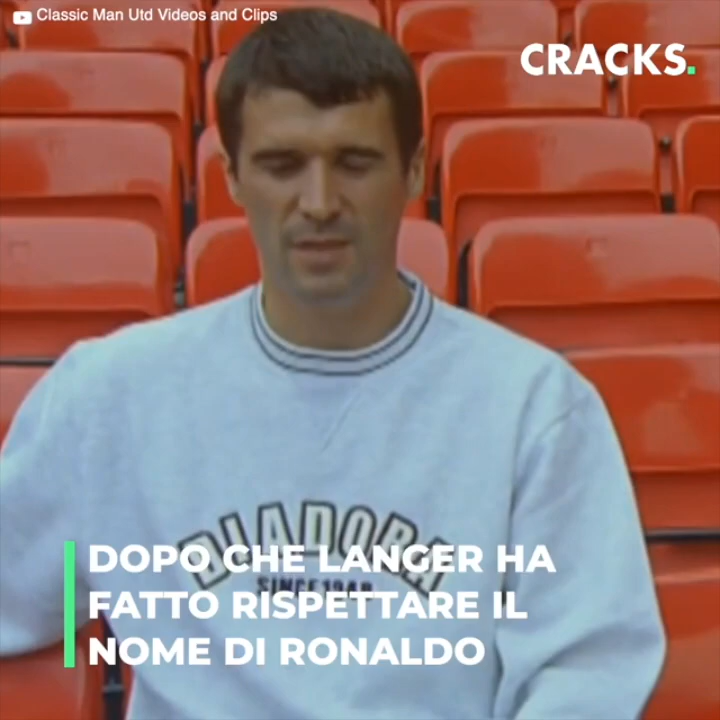 Classic Man Utd Videos and Clips
CRACKS.
DIADORA
SINCE 1948
DOPO CHE LANGER HA
FATTO RISPETTARE IL
NOME DI RONALDO